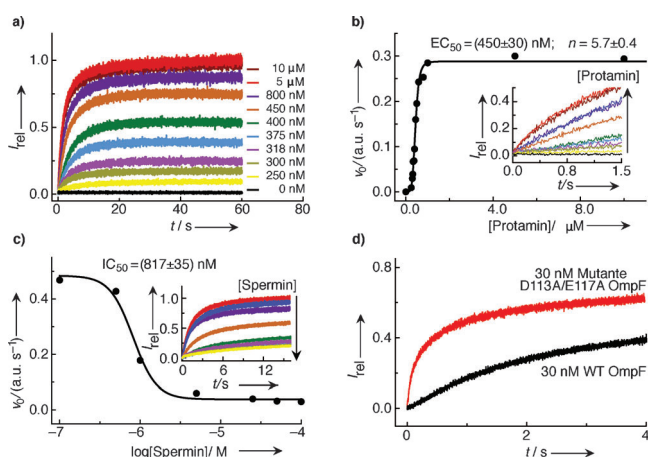 a)
1.0
0.5
0.0
I rel
0 20 40 60 80
t / s
10 µM
5 µM
800 nM
450 nM
400 nM
375 nM
318 nM
300 nM
250 nM
0 nM
b)
EC50 =(450±30) nM; n = 5.7±0.4
0.3
0.2
0.1
0.0
v0/(a.u. s−1)
0.0 5.0 10.0
[Protamin]/ µM
[Protamin]
0.4
0.2
0.0
I rel
0.0 0.8 1.5
t/s
c)
IC50 =(817±35) nM
0.4
0.2
0.0
v0/(a.u. s−1)
-7 -6 -5 -4
log[Spermin]/ M
[Spermin]
1.0
0.5
0
I rel
0 4 8 12
t/s
d)
30 nM Mutante
D113A/E117A OmpF
30 nM WT OmpF
0.8
0.4
0.0
I rel
0 2 4
t / s